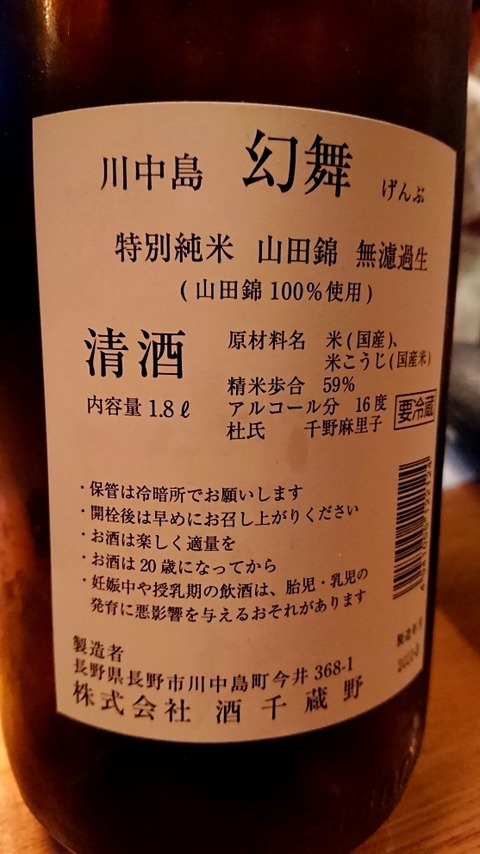 川中島 幻舞 げんぶ
特別純米 山田錦 無濾過生
(山田錦100%使用)
清酒
内容量 1.8ℓ
原材料名 米(国産)、
米こうじ(国産米)
精米歩合 59%
アルコール分 16度
杜氏 千野麻里子
要冷蔵
・保管は冷暗所でお願いします
・開栓後は早めにお召し上がりください
・お酒は楽しく適量を
・お酒は20歳になってから
・妊娠中や授乳期の飲酒は、胎児・乳児の
発育に悪影響を与えるおそれがあります
製造者
長野県長野市川中島町今井368-1
株式会社 酒千蔵野
製造年月